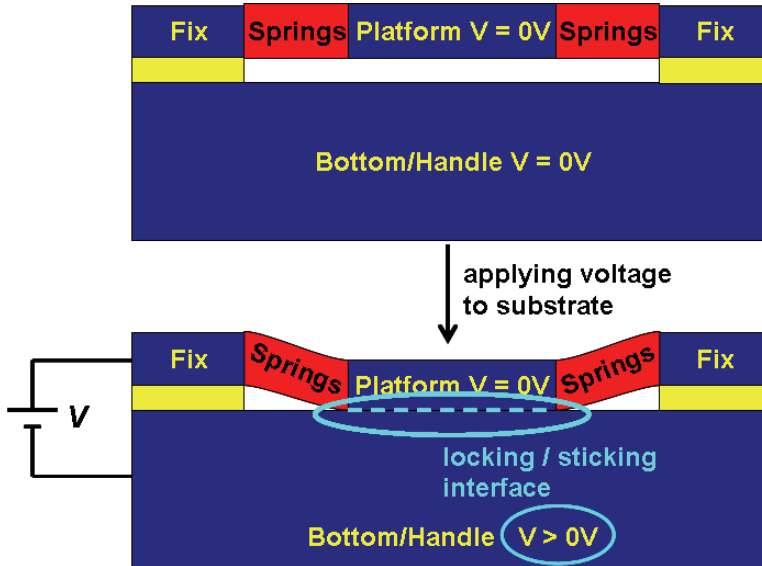 Fix Springs Platform V = 0V Springs Fix
Bottom/Handle V = 0V
applying voltage
to substrate
Fix Springs Platform V = 0V Springs Fix
V
locking / sticking
interface
Bottom/Handle V > 0V